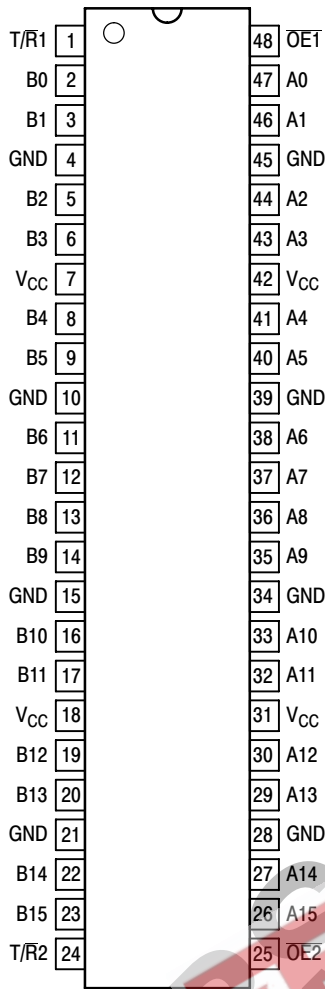 T/R̅1 1 48 O̅E̅1̅
B0 2 47 A0
B1 3 46 A1
GND 4 45 GND
B2 5 44 A2
B3 6 43 A3
VCC 7 42 VCC
B4 8 41 A4
B5 9 40 A5
GND 10 39 GND
B6 11 38 A6
B7 12 37 A7
B8 13 36 A8
B9 14 35 A9
GND 15 34 GND
B10 16 33 A10
B11 17 32 A11
VCC 18 31 VCC
B12 19 30 A12
B13 20 29 A13
GND 21 28 GND
B14 22 27 A14
B15 23 26 A15
T/R̅2 24 25 O̅E̅2̅